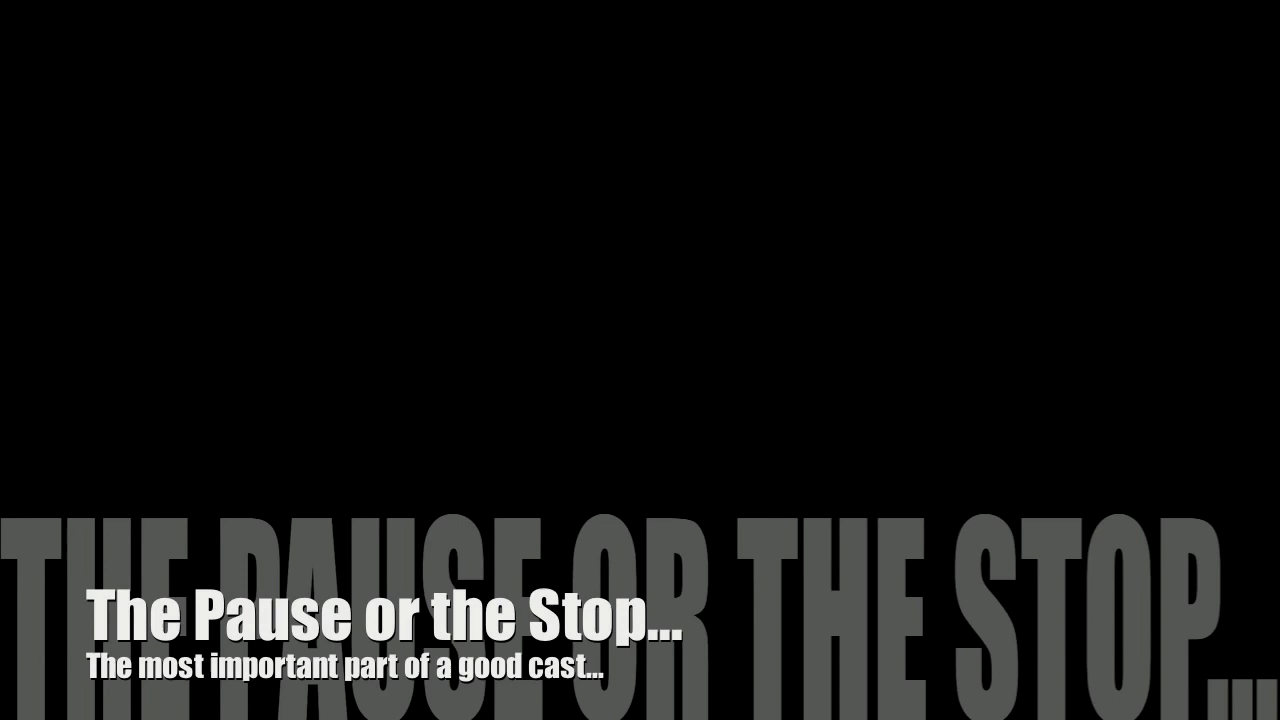 THE PAUSE OR THE STOP...
The Pause or the Stop...
The most important part of a good cast...